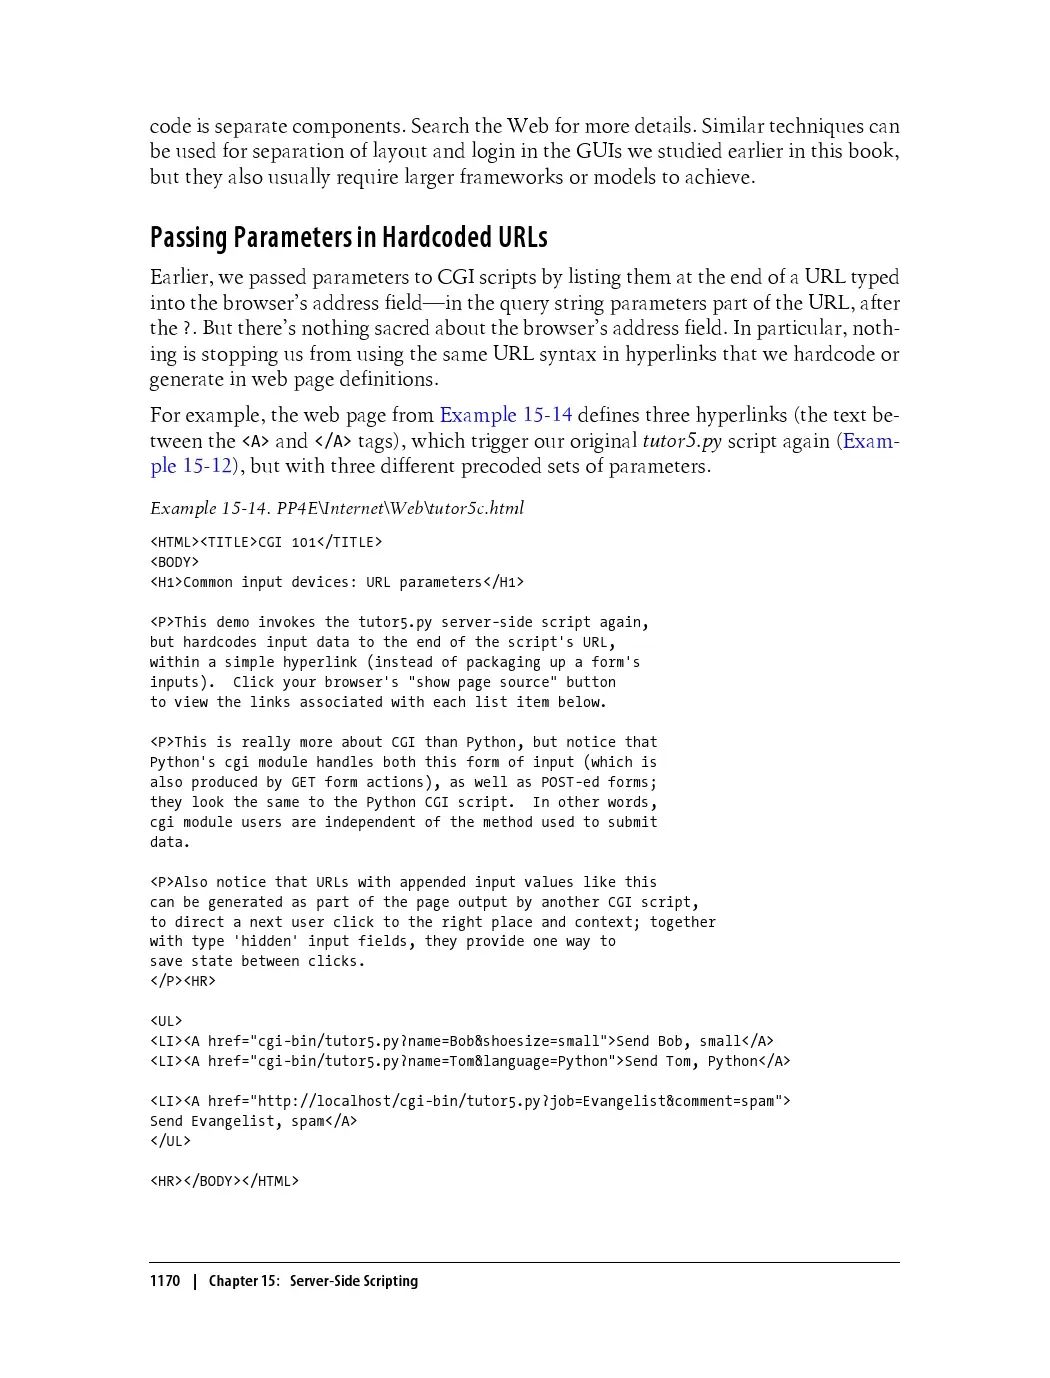 code is separate components. Search the Web for more details. Similar techniques can
be used for separation of layout and login in the GUIs we studied earlier in this book,
but they also usually require larger frameworks or models to achieve.
Passing Parameters in Hardcoded URLs
Earlier, we passed parameters to CGI scripts by listing them at the end of a URL typed
into the browser’s address field—in the query string parameters part of the URL, after
the ?. But there’s nothing sacred about the browser’s address field. In particular, noth-
ing is stopping us from using the same URL syntax in hyperlinks that we hardcode or
generate in web page definitions.
For example, the web page from Example 15-14 defines three hyperlinks (the text be-
tween the <A> and </A> tags), which trigger our original tutor5.py script again (Exam-
ple 15-12), but with three different precoded sets of parameters.
Example 15-14. PP4E\Internet\Web\tutor5c.html
<HTML><TITLE>CGI 101</TITLE>
<BODY>
<H1>Common input devices: URL parameters</H1>
<P>This demo invokes the tutor5.py server-side script again,
but hardcodes input data to the end of the script's URL,
within a simple hyperlink (instead of packaging up a form's
inputs).  Click your browser's "show page source" button
to view the links associated with each list item below.
<P>This is really more about CGI than Python, but notice that
Python's cgi module handles both this form of input (which is
also produced by GET form actions), as well as POST-ed forms;
they look the same to the Python CGI script.  In other words,
cgi module users are independent of the method used to submit
data.
<P>Also notice that URLs with appended input values like this
can be generated as part of the page output by another CGI script,
to direct a next user click to the right place and context; together
with type 'hidden' input fields, they provide one way to
save state between clicks.
</P><HR>
<UL>
<LI><A href="cgi-bin/tutor5.py?name=Bob&shoesize=small">Send Bob, small</A>
<LI><A href="cgi-bin/tutor5.py?name=Tom&language=Python">Send Tom, Python</A>
<LI><A href="http://localhost/cgi-bin/tutor5.py?job=Evangelist&comment=spam">
Send Evangelist, spam</A>
</UL>
<HR></BODY></HTML>
1170 | Chapter 15: Server-Side Scripting